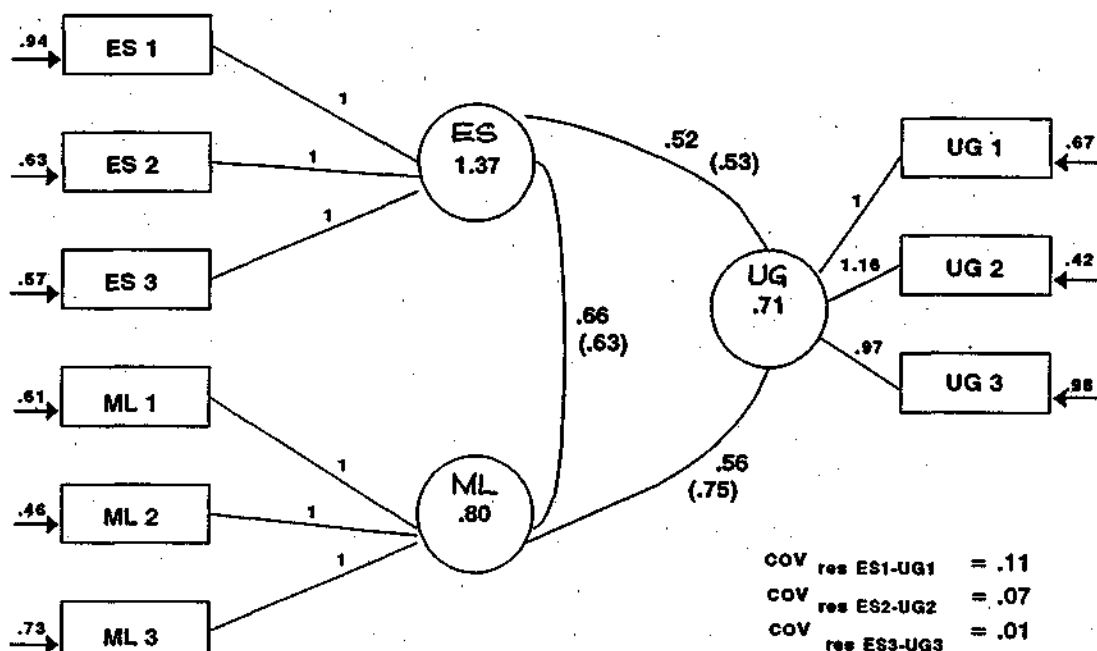 .94
ES 1
1
.63
ES 2
1
.57
ES 3
1
ES
1.37
.61
ML 1
1
.46
ML 2
1
.73
ML 3
1
ML
.80
.52
(.53)
.66
(.63)
.56
(.75)
UG
.71
1
UG 1
.67
1.16
UG 2
.42
.97
UG 3
.98
COV res ES1-UG1 = .11
COV res ES2-UG2 = .07
COV res ES3-UG3 = .01